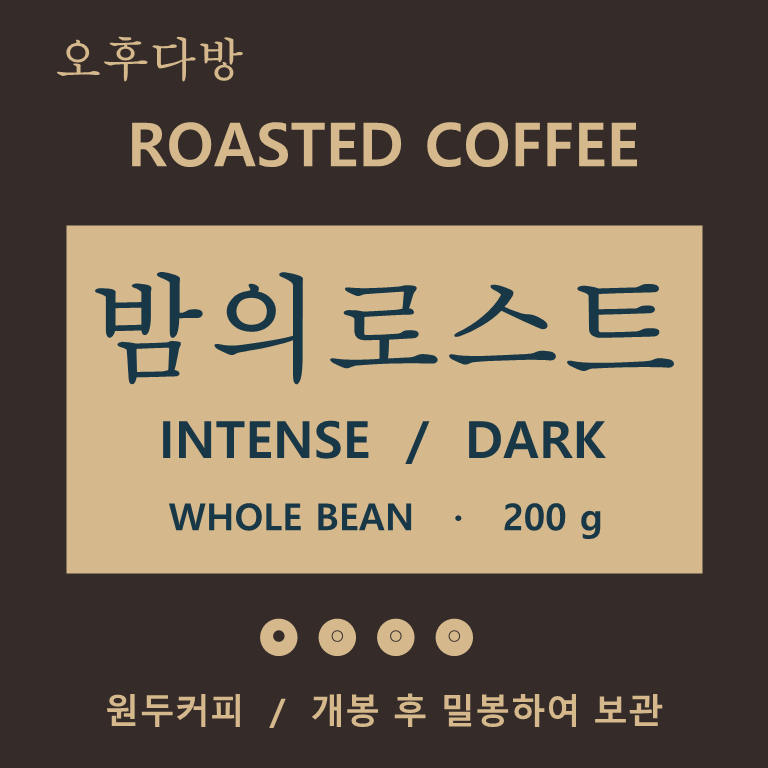 오후다방
ROASTED COFFEE
밤의로스트
INTENSE / DARK
WHOLE BEAN · 200 g
원두커피 / 개봉 후 밀봉하여 보관